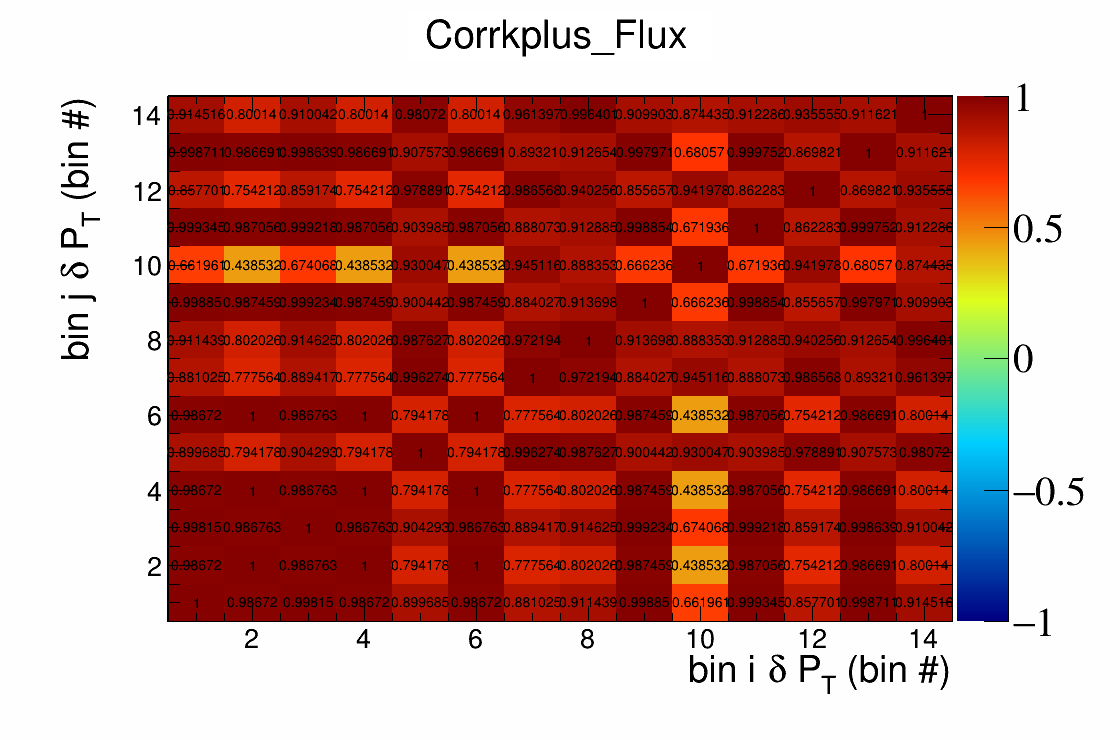 Corrkplus_Flux
bin j δ P_T (bin #)
14 0.914516 0.80014 0.910042 0.80014 0.98072 0.80014 0.961397 0.996401 0.909903 0.874435 0.912286 0.935555 0.911621 1
0.998711 0.986691 0.998639 0.986691 0.907573 0.986691 0.89321 0.912654 0.997971 0.68057 0.999752 0.869821 1 0.911621
12 0.857701 0.754212 0.859174 0.754212 0.978891 0.754212 0.986568 0.940256 0.855657 0.941978 0.862283 1 0.869821 0.935555
0.999345 0.987056 0.999218 0.987056 0.903985 0.987056 0.888073 0.912885 0.998854 0.671936 1 0.862283 0.999752 0.912286
10 0.661961 0.438532 0.674068 0.438532 0.930047 0.438532 0.945116 0.888353 0.666236 1 0.671936 0.941978 0.68057 0.874435
0.99885 0.987459 0.999234 0.987459 0.900442 0.987459 0.884027 0.913698 1 0.666236 0.998854 0.855657 0.997971 0.909903
8 0.911439 0.802026 0.914625 0.802026 0.987627 0.802026 0.972194 1 0.913698 0.888353 0.912885 0.940256 0.912654 0.996401
0.881025 0.777564 0.889417 0.777564 0.996274 0.777564 1 0.972194 0.884027 0.945116 0.888073 0.986568 0.89321 0.961397
6 0.98672 1 0.986763 1 0.794178 1 0.777564 0.802026 0.987459 0.438532 0.987056 0.754212 0.986691 0.80014
0.899685 0.794178 0.904293 0.794178 1 0.794178 0.996274 0.987627 0.900442 0.930047 0.903985 0.978891 0.907573 0.98072
4 0.98672 1 0.986763 1 0.794178 1 0.777564 0.802026 0.987459 0.438532 0.987056 0.754212 0.986691 0.80014
0.99815 0.986763 1 0.986763 0.904293 0.986763 0.889417 0.914625 0.999234 0.674068 0.999218 0.859174 0.998639 0.910042
2 0.98672 1 0.986763 1 0.794178 1 0.777564 0.802026 0.987459 0.438532 0.987056 0.754212 0.986691 0.80014
1 0.98672 0.99815 0.98672 0.899685 0.98672 0.881025 0.911439 0.99885 0.661961 0.999345 0.857701 0.998711 0.914516
2 4 6 8 10 12 14
bin i δ P_T (bin #)
1
0.5
0
−0.5
−1